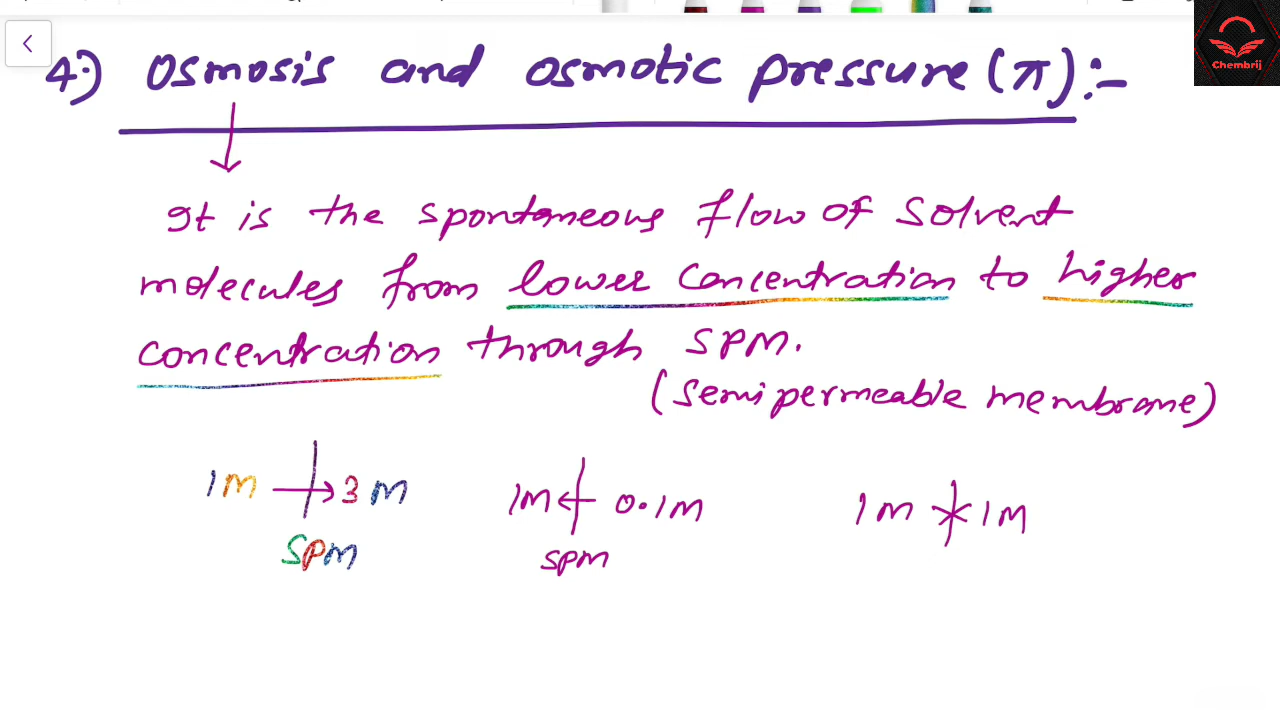 Chembrij
4.) Osmosis and osmotic pressure (π) :-
It is the spontaneous flow of solvent
molecules from lower concentration to higher
concentration through SPM.
(semipermeable membrane)
1M 3M
SPM
1M 0.1M
SPM
1M 1M